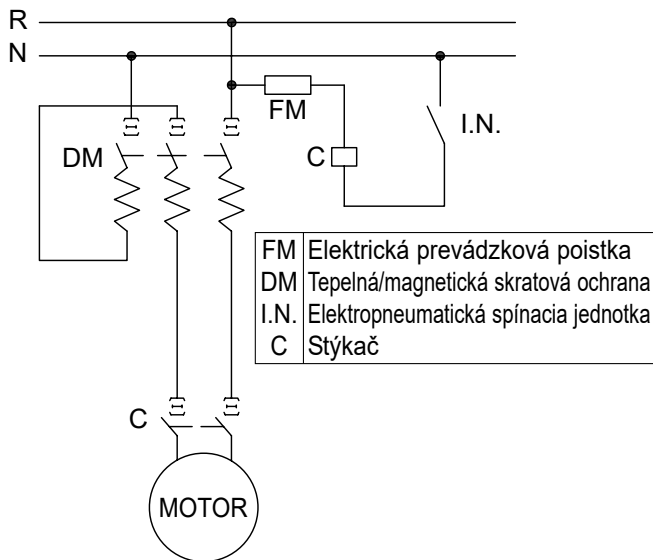 R
N
FM
I.N.
DM
C
FM Elektrická prevádzková poistka
DM Tepelná/magnetická skratová ochrana
I.N. Elektropneumatická spínacia jednotka
C Stýkač
C
MOTOR